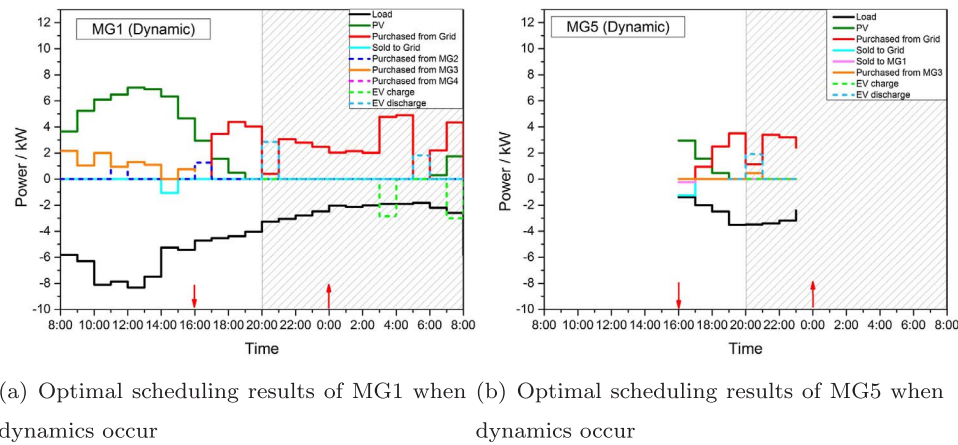 MG1 (Dynamic)
Load
PV
Purchased from Grid
Sold to Grid
Purchased from MG2
Purchased from MG3
Purchased from MG4
EV charge
EV discharge
12
10
8
6
4
2
0
-2
-4
-6
-8
-10
Power / kW
8:00 10:00 12:00 14:00 16:00 18:00 20:00 22:00 0:00 2:00 4:00 6:00 8:00
Time
MG5 (Dynamic)
Load
PV
Purchased from Grid
Sold to Grid
Sold to MG1
Purchased from MG3
EV charge
EV discharge
12
10
8
6
4
2
0
-2
-4
-6
-8
-10
Power / kW
8:00 10:00 12:00 14:00 16:00 18:00 20:00 22:00 0:00 2:00 4:00 6:00 8:00
Time
(a) Optimal scheduling results of MG1 when
dynamics occur
(b) Optimal scheduling results of MG5 when
dynamics occur